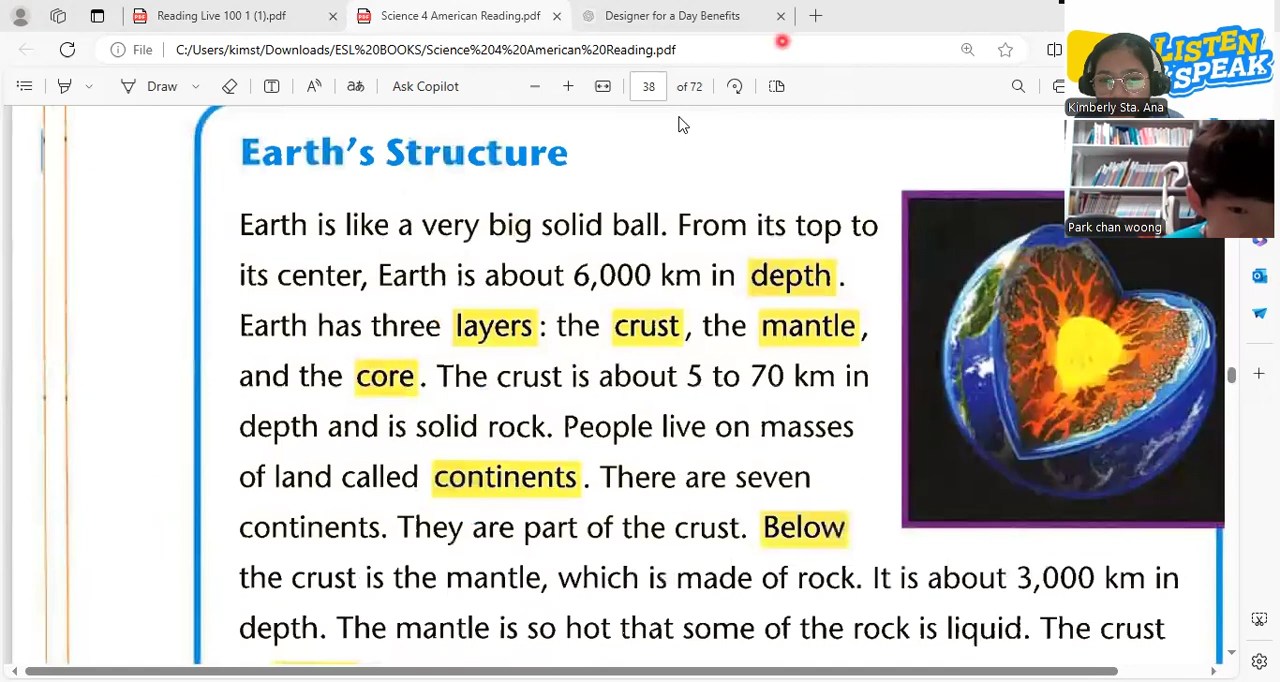 Reading Live 100 1 (1).pdf
Science 4 American Reading.pdf
Designer for a Day Benefits
File
C:/Users/kimst/Downloads/ESL%20BOOKS/Science%204%20American%20Reading.pdf
Draw
Ask Copilot
38
of 72
LISTEN
SPEAK
Kimberly Sta. Ana
Park chan woong
Earth's Structure
Earth is like a very big solid ball. From its top to
its center, Earth is about 6,000 km in depth.
Earth has three layers: the crust, the mantle,
and the core. The crust is about 5 to 70 km in
depth and is solid rock. People live on masses
of land called continents. There are seven
continents. They are part of the crust. Below
the crust is the mantle, which is made of rock. It is about 3,000 km in
depth. The mantle is so hot that some of the rock is liquid. The crust